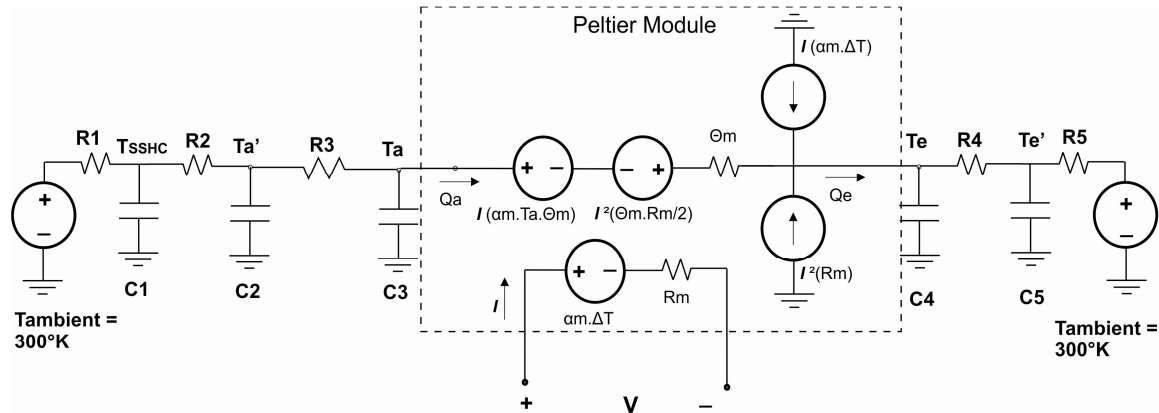 Peltier Module
I (αm.ΔT)
R1
TSSHC
R2
Ta'
R3
Ta
Θm
Te
R4
Te'
R5
+
−
+
−
−
+
Qa
Qe
+
−
I (αm.Ta.Θm)
I ²(Θm.Rm/2)
C1
C2
C3
I
+
−
αm.ΔT
Rm
I ²(Rm)
C4
C5
Tambient =
300°K
Tambient =
300°K
+
V
−